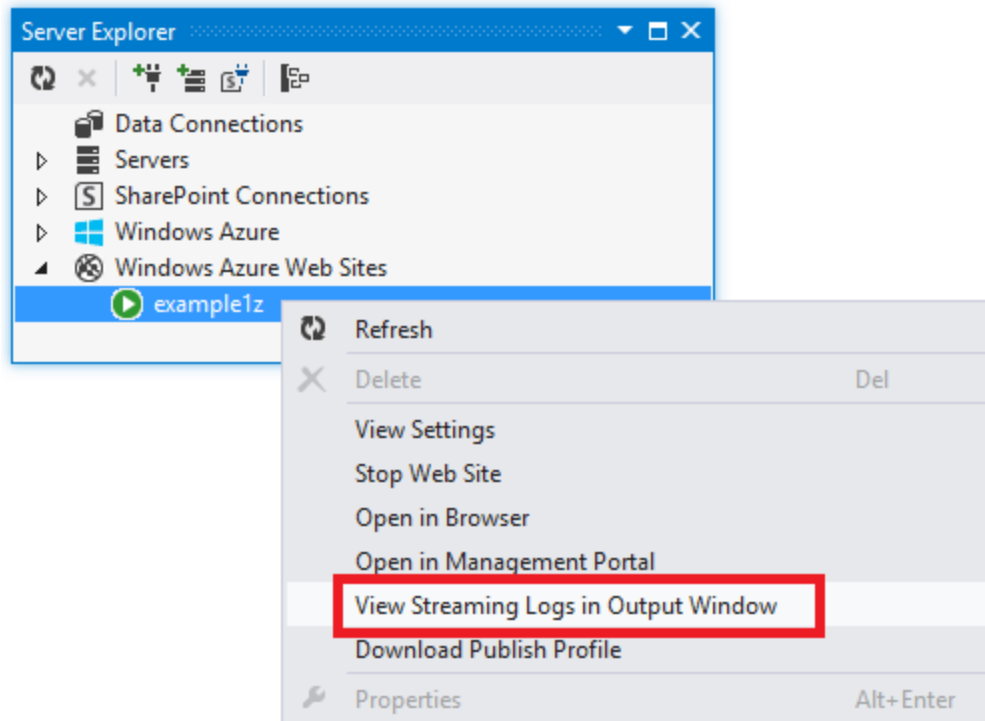 Server Explorer
Data Connections
Servers
SharePoint Connections
Windows Azure
Windows Azure Web Sites
example1z
Refresh
Delete Del
View Settings
Stop Web Site
Open in Browser
Open in Management Portal
View Streaming Logs in Output Window
Download Publish Profile
Properties Alt+Enter